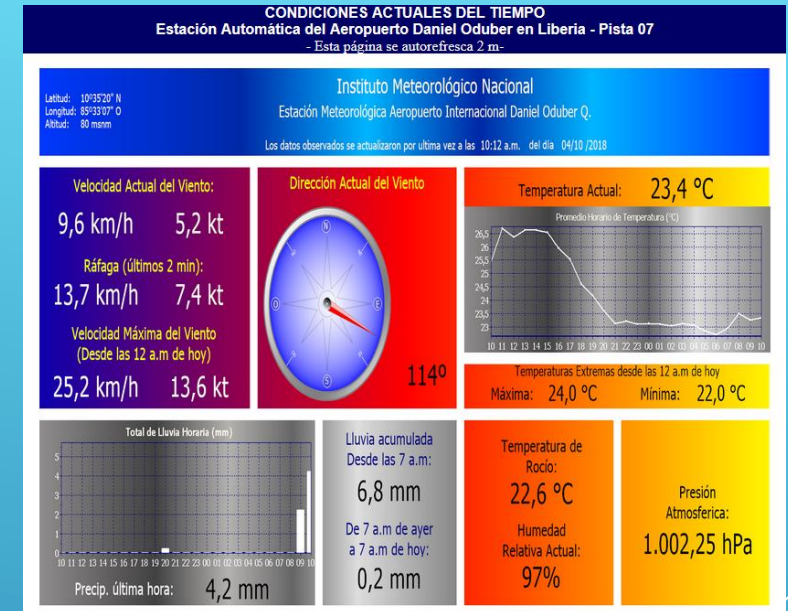 CONDICIONES ACTUALES DEL TIEMPO
Estación Automática del Aeropuerto Daniel Oduber en Liberia - Pista 07
- Esta página se autorefresca 2 m-
Latitud: 10º35'20" N
Longitud: 85º33'07" O
Altitud: 80 msnm
Instituto Meteorológico Nacional
Estación Meteorológica Aeropuerto Internacional Daniel Oduber Q.
Los datos observados se actualizaron por ultima vez a las 10:12 a.m. del día 04/10 /2018
Velocidad Actual del Viento:
9,6 km/h 5,2 kt
Ráfaga (últimos 2 min):
13,7 km/h 7,4 kt
Velocidad Máxima del Viento
(Desde las 12 a.m de hoy)
25,2 km/h 13,6 kt
Dirección Actual del Viento
N
O
E
S
114º
Temperatura Actual: 23,4 °C
Promedio Horario de Temperatura (°C)
26,5
26
25,5
25
24,5
24
23,5
23
10 11 12 13 14 15 16 17 18 19 20 21 22 23 00 01 02 03 04 05 06 07 08 09 10
Temperaturas Extremas desde las 12 a.m de hoy
Máxima: 24,0 °C Mínima: 22,0 °C
Total de Lluvia Horaria (mm)
5
4
3
2
1
0
10 11 12 13 14 15 16 17 18 19 20 21 22 23 00 01 02 03 04 05 06 07 08 09 10
Precip. última hora: 4,2 mm
Lluvia acumulada
Desde las 7 a.m:
6,8 mm
De 7 a.m de ayer
a 7 a.m de hoy:
0,2 mm
Temperatura de
Rocío:
22,6 °C
Humedad
Relativa Actual:
97%
Presión
Atmosferica:
1.002,25 hPa